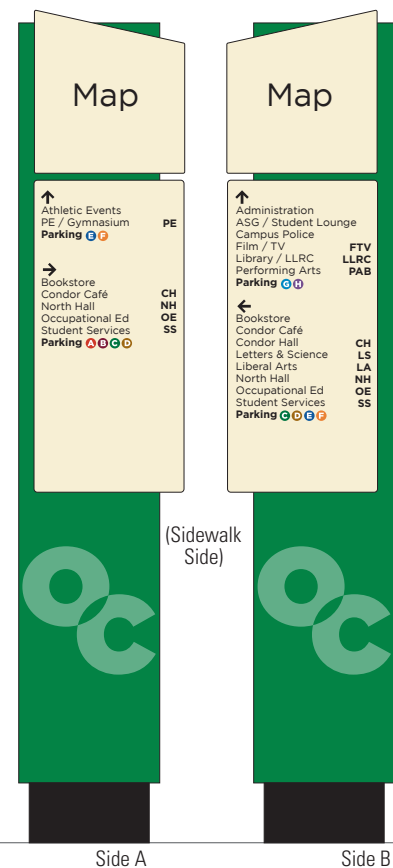 Map
Athletic Events
PE / Gymnasium PE
Parking E F
Bookstore
Condor Café CH
North Hall NH
Occupational Ed OE
Student Services SS
Parking A B C D
OC
Side A
(Sidewalk
Side)
Map
Administration
ASG / Student Lounge
Campus Police
Film / TV FTV
Library / LLRC LLRC
Performing Arts PAB
Parking G H
Bookstore
Condor Café
Condor Hall CH
Letters & Science LS
Liberal Arts LA
North Hall NH
Occupational Ed OE
Student Services SS
Parking C D E F
OC
Side B